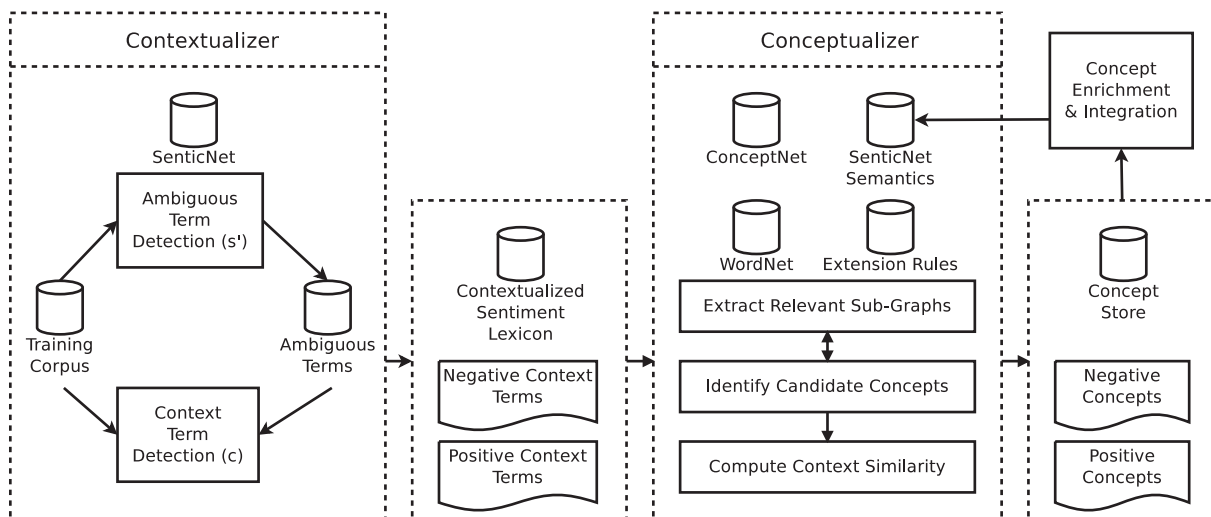 Contextualizer
SenticNet
Ambiguous
Term
Detection (s')
Training
Corpus
Ambiguous
Terms
Context
Term
Detection (c)
Contextualized
Sentiment
Lexicon
Negative Context
Terms
Positive Context
Terms
Conceptualizer
ConceptNet
SenticNet
Semantics
WordNet
Extension Rules
Extract Relevant Sub-Graphs
Identify Candidate Concepts
Compute Context Similarity
Concept
Enrichment
& Integration
Concept
Store
Negative
Concepts
Positive
Concepts